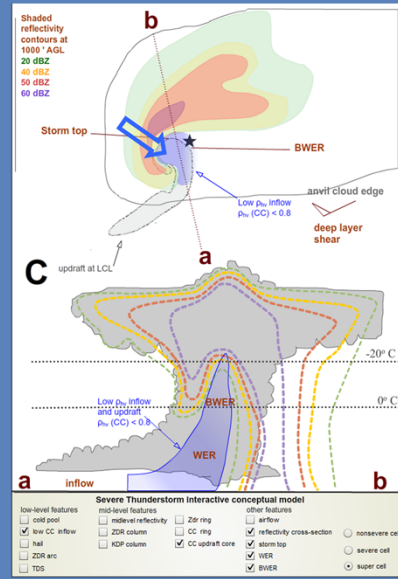 Shaded
reflectivity
contours at
1000 ' AGL
20 dBZ
40 dBZ
50 dBZ
60 dBZ
b
Storm top
BWER
Low ρhv inflow
ρhv (CC) < 0.8
anvil cloud edge
deep layer
shear
updraft at LCL
a
C
-20° C
Low ρhv inflow
and updraft
ρhv (CC) < 0.8
BWER
0° C
WER
a
inflow
b
Severe Thunderstorm Interactive conceptual model
low-level features
cold pool
low CC inflow
hail
ZDR arc
TDS
mid-level features
midlevel reflectivity
ZDR column
KDP column
Zdr ring
CC ring
CC updraft core
other features
airflow
reflectivity cross-section
storm top
WER
BWER
nonsevere cell
severe cell
super cell